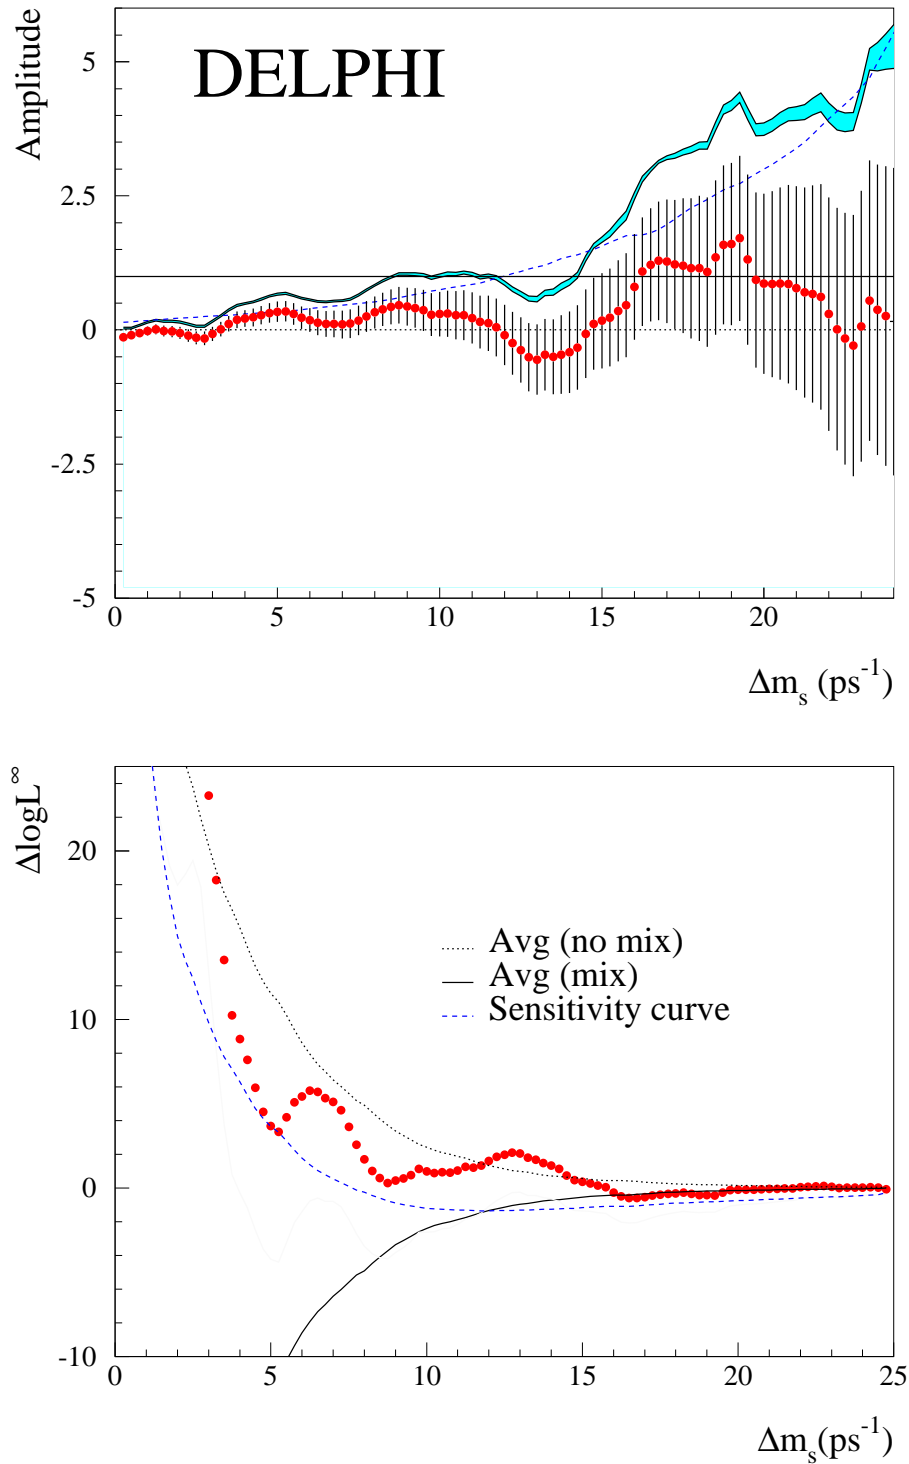 DELPHI
Amplitude
5
2.5
0
-2.5
-5
0 5 10 15 20
Δm_s (ps^-1)
ΔlogL^∞
20
10
0
-10
Avg (no mix)
Avg (mix)
Sensitivity curve
0 5 10 15 20 25
Δm_s(ps^-1)